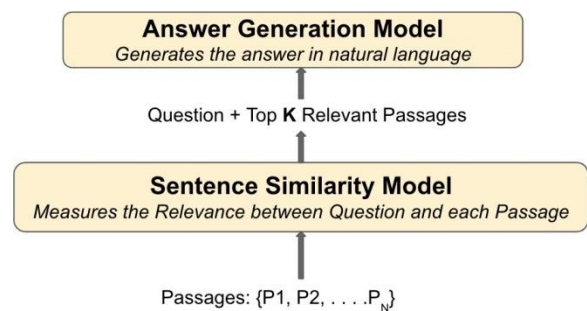 Answer Generation Model
Generates the answer in natural language
Question + Top K Relevant Passages
Sentence Similarity Model
Measures the Relevance between Question and each Passage
Passages: {P1, P2, . . . .P_N}